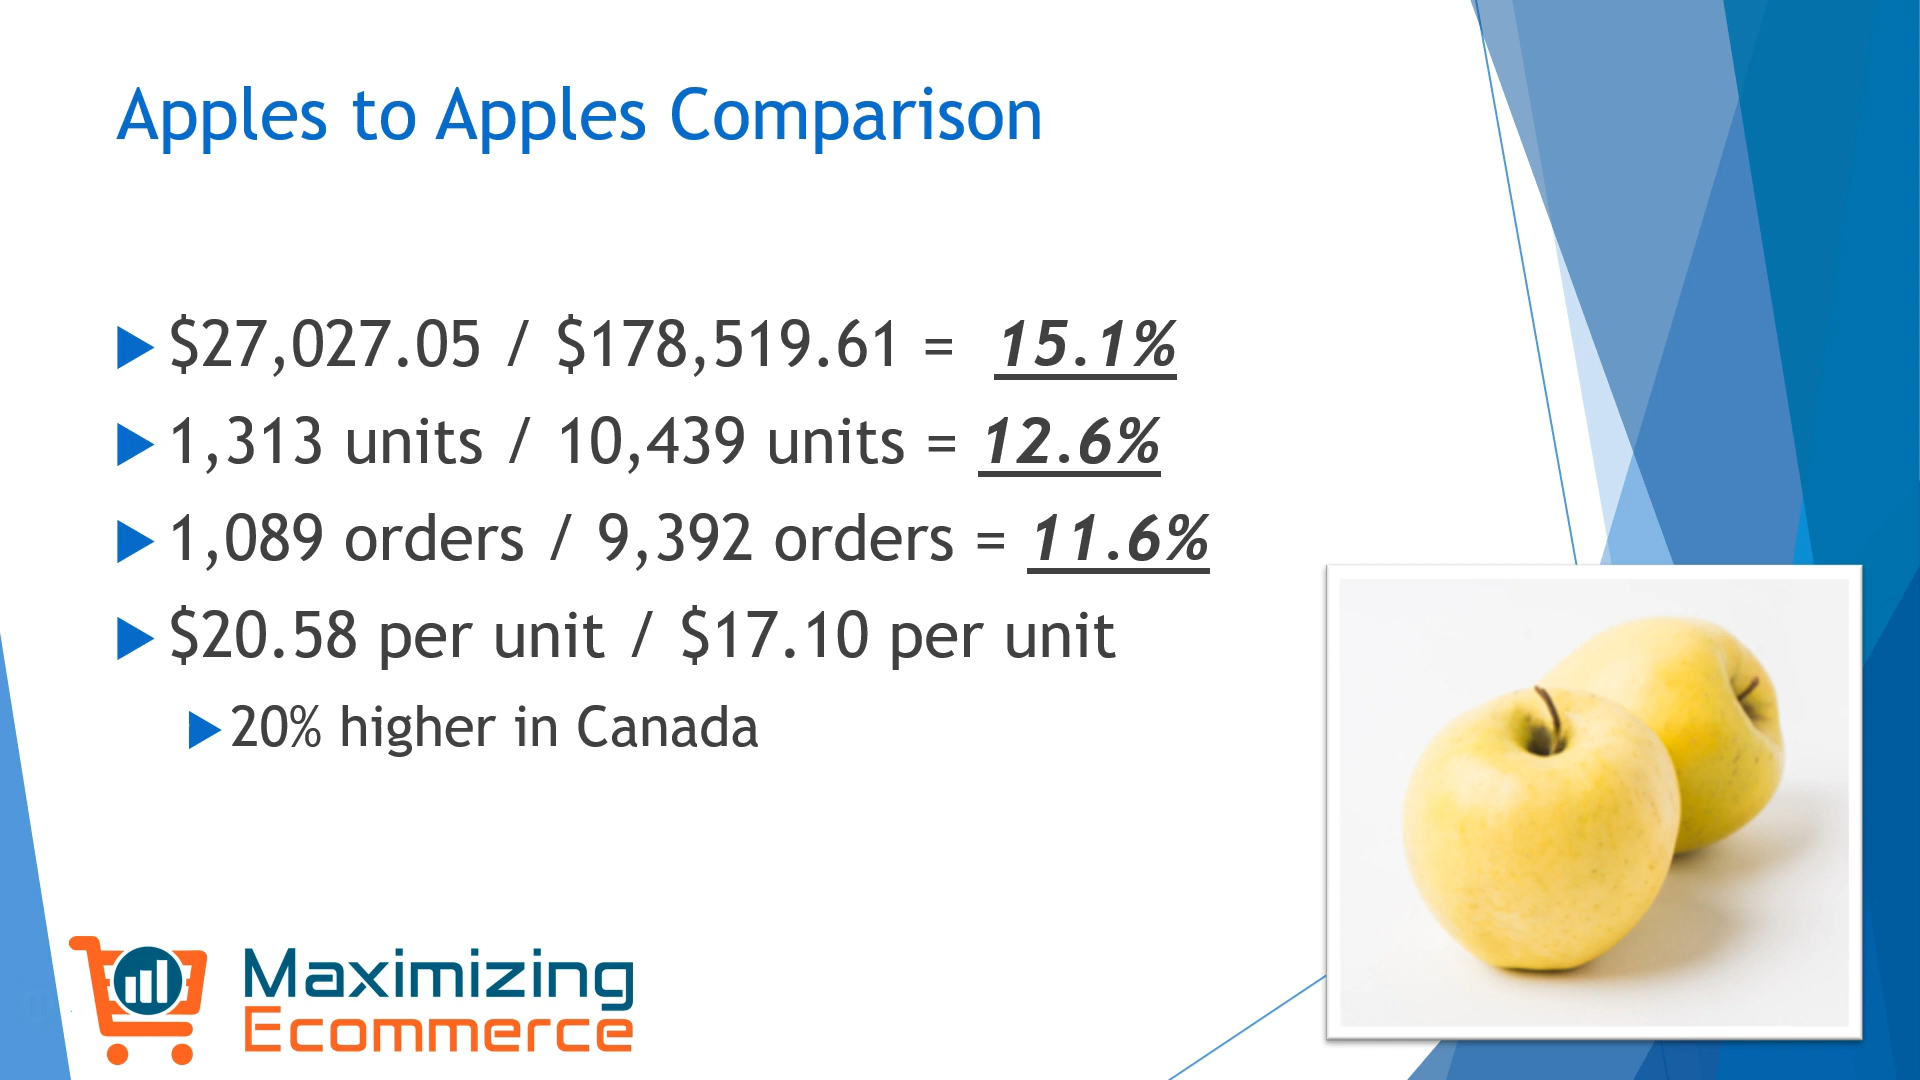 Apples to Apples Comparison
$27,027.05 / $178,519.61 = 15.1%
1,313 units / 10,439 units = 12.6%
1,089 orders / 9,392 orders = 11.6%
$20.58 per unit / $17.10 per unit
20% higher in Canada
Maximizing
Ecommerce